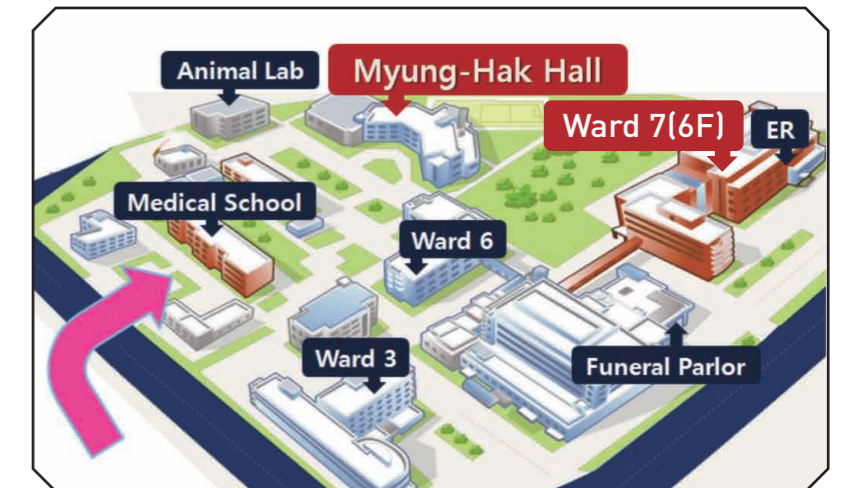 Animal Lab
Myung-Hak Hall
Ward 7(6F)
ER
Medical School
Ward 6
Ward 3
Funeral Parlor